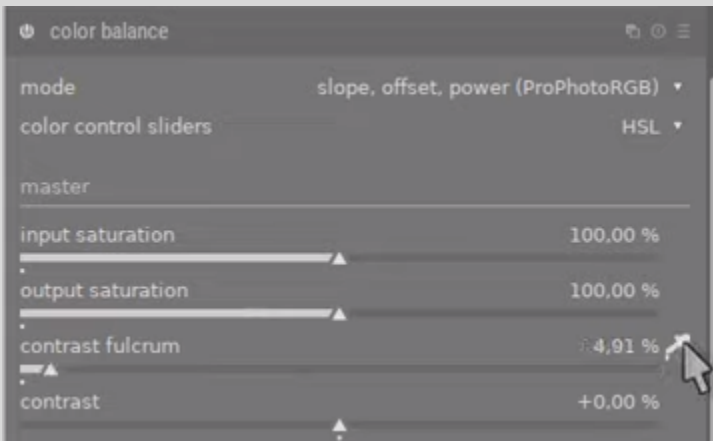 color balance
mode slope, offset, power (ProPhotoRGB)
color control sliders HSL
master
input saturation 100,00 %
output saturation 100,00 %
contrast fulcrum 4,91 %
contrast +0,00 %